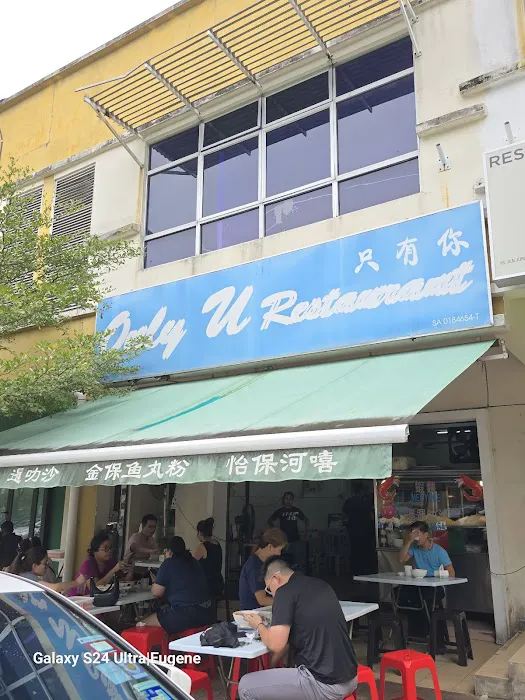 只有你
Only U Restaurant
SA 0184654-T
RES
暹叻沙 金保鱼丸粉 怡保河嘻
Galaxy S24 Ultra|Eugene